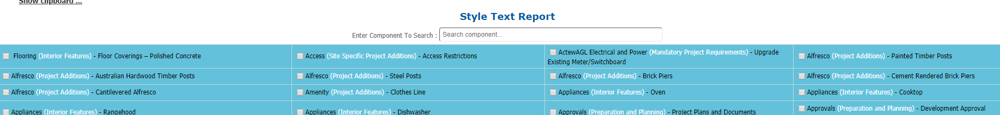 Show clipboard ...
Style Text Report
Enter Component To Search : Search component...
Flooring (Interior Features) - Floor Coverings – Polished Concrete
Access (Site Specific Project Additions) - Access Restrictions
ActewAGL Electrical and Power (Mandatory Project Requirements) - Upgrade
Existing Meter/Switchboard
Alfresco (Project Additions) - Painted Timber Posts
Alfresco (Project Additions) - Australian Hardwood Timber Posts
Alfresco (Project Additions) - Steel Posts
Alfresco (Project Additions) - Brick Piers
Alfresco (Project Additions) - Cement Rendered Brick Piers
Alfresco (Project Additions) - Cantilevered Alfresco
Amenity (Project Additions) - Clothes Line
Appliances (Interior Features) - Oven
Appliances (Interior Features) - Cooktop
Appliances (Interior Features) - Rangehood
Appliances (Interior Features) - Dishwasher
Approvals (Preparation and Planning) - Project Plans and Documents
Approvals (Preparation and Planning) - Development Approval